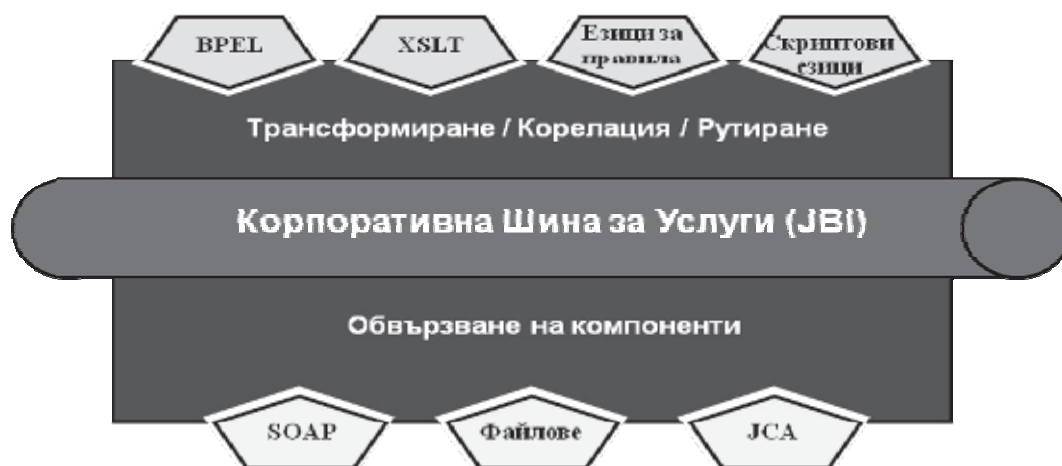 BPEL
XSLT
Езици за
правила
Скриптови
езици
Трансформиране / Корелация / Рутиране
Корпоративна Шина за Услуги (JBI)
Обвързване на компоненти
SOAP
Файлове
JCA